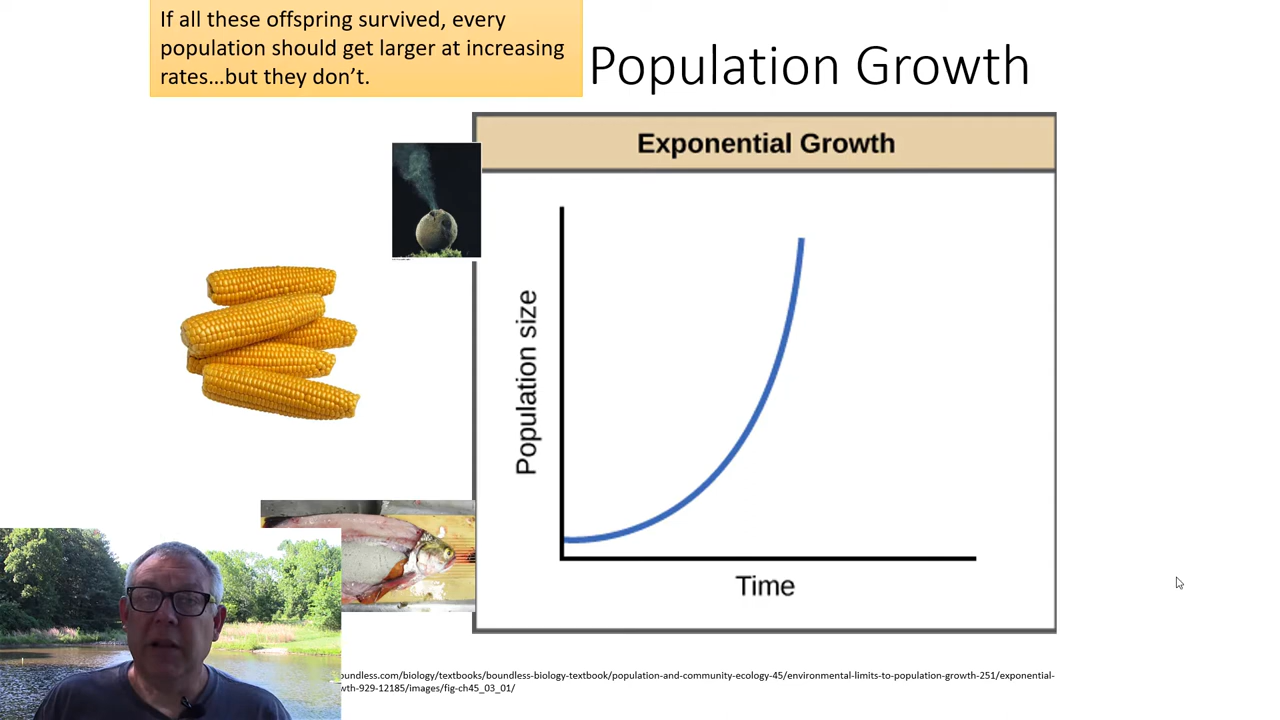 If all these offspring survived, every
population should get larger at increasing
rates…but they don’t.
Population Growth
Exponential Growth
Population size
Time
oundless.com/biology/textbooks/boundless-biology-textbook/population-and-community-ecology-45/environmental-limits-to-population-growth-251/exponential-
wth-929-12185/images/fig-ch45_03_01/